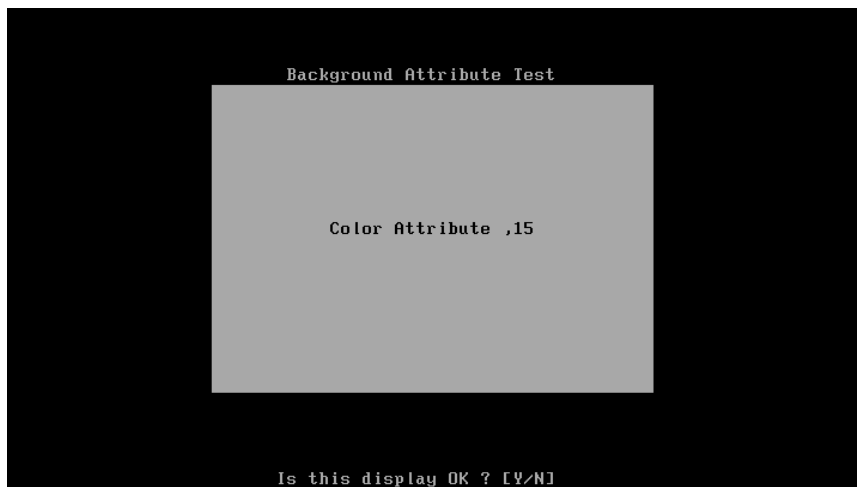 Background Attribute Test
Color Attribute ,15
Is this display OK ? [Y/N]